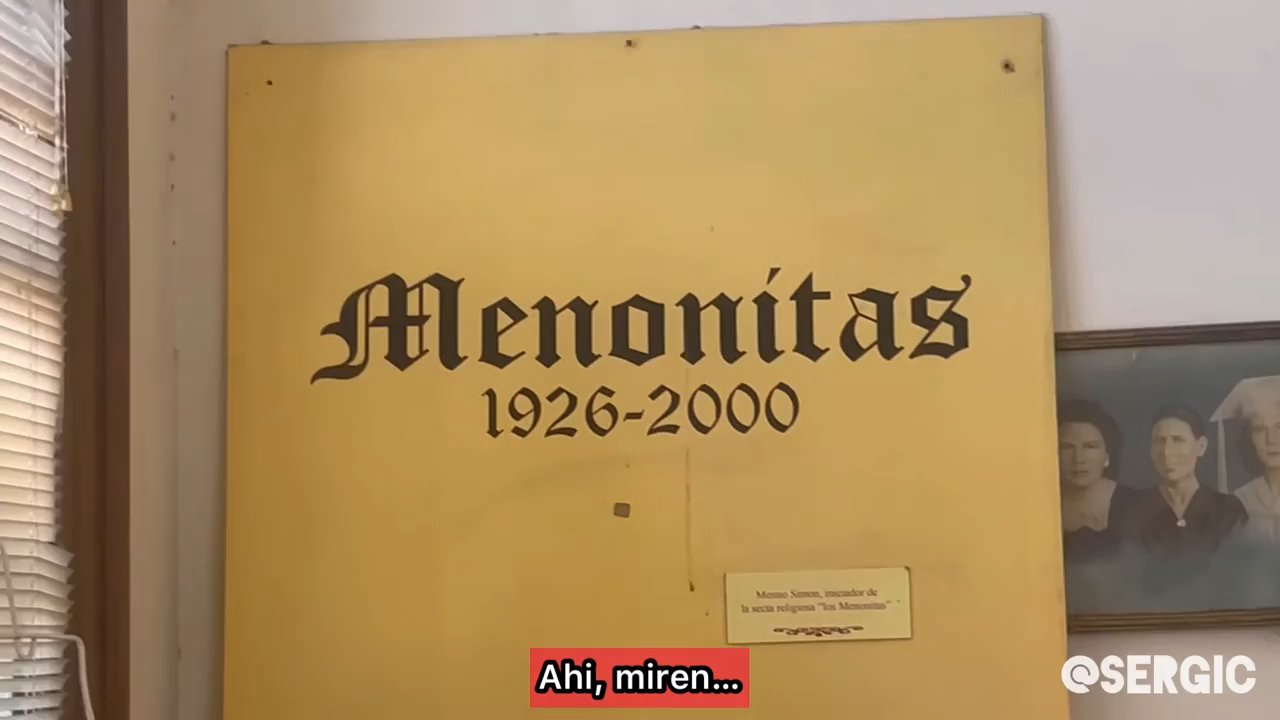 Menonitas
1926-2000
Menno Simon, iniciador de
la secta religiosa "los Menonitas"
Ahi, miren...
@SERGIC